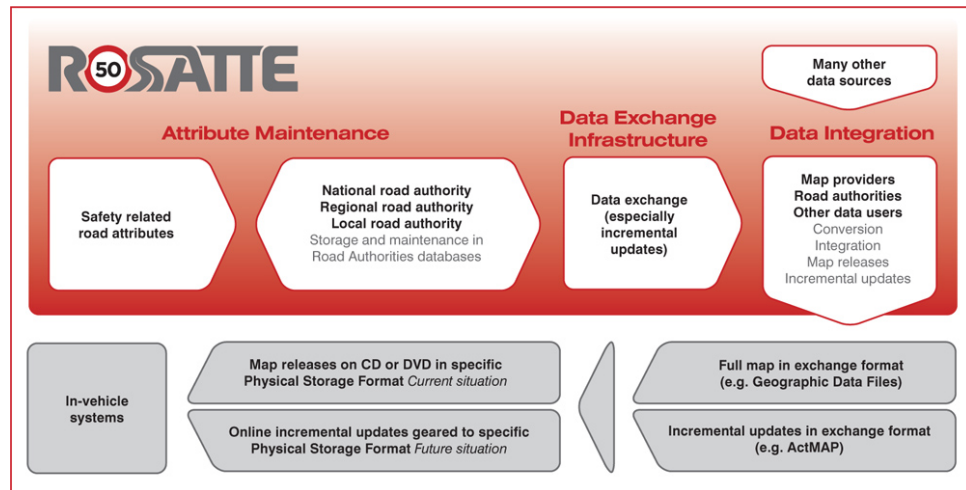 ROSATTE
50
Many other
data sources
Attribute Maintenance
Data Exchange
Infrastructure
Data Integration
Safety related
road attributes
National road authority
Regional road authority
Local road authority
Storage and maintenance in
Road Authorities databases
Data exchange
(especially
incremental
updates)
Map providers
Road authorities
Other data users
Conversion
Integration
Map releases
Incremental updates
In-vehicle
systems
Map releases on CD or DVD in specific
Physical Storage Format Current situation
Online incremental updates geared to specific
Physical Storage Format Future situation
Full map in exchange format
(e.g. Geographic Data Files)
Incremental updates in exchange format
(e.g. ActMAP)